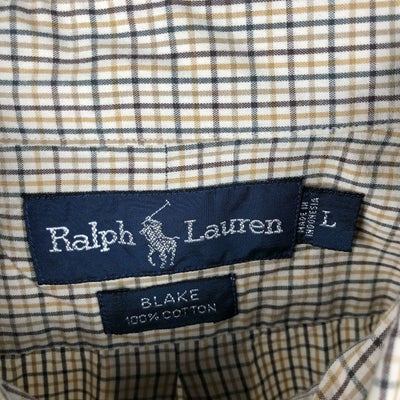 Ralph Lauren
MADE IN
INDONESIA
L
BLAKE
100% COTTON